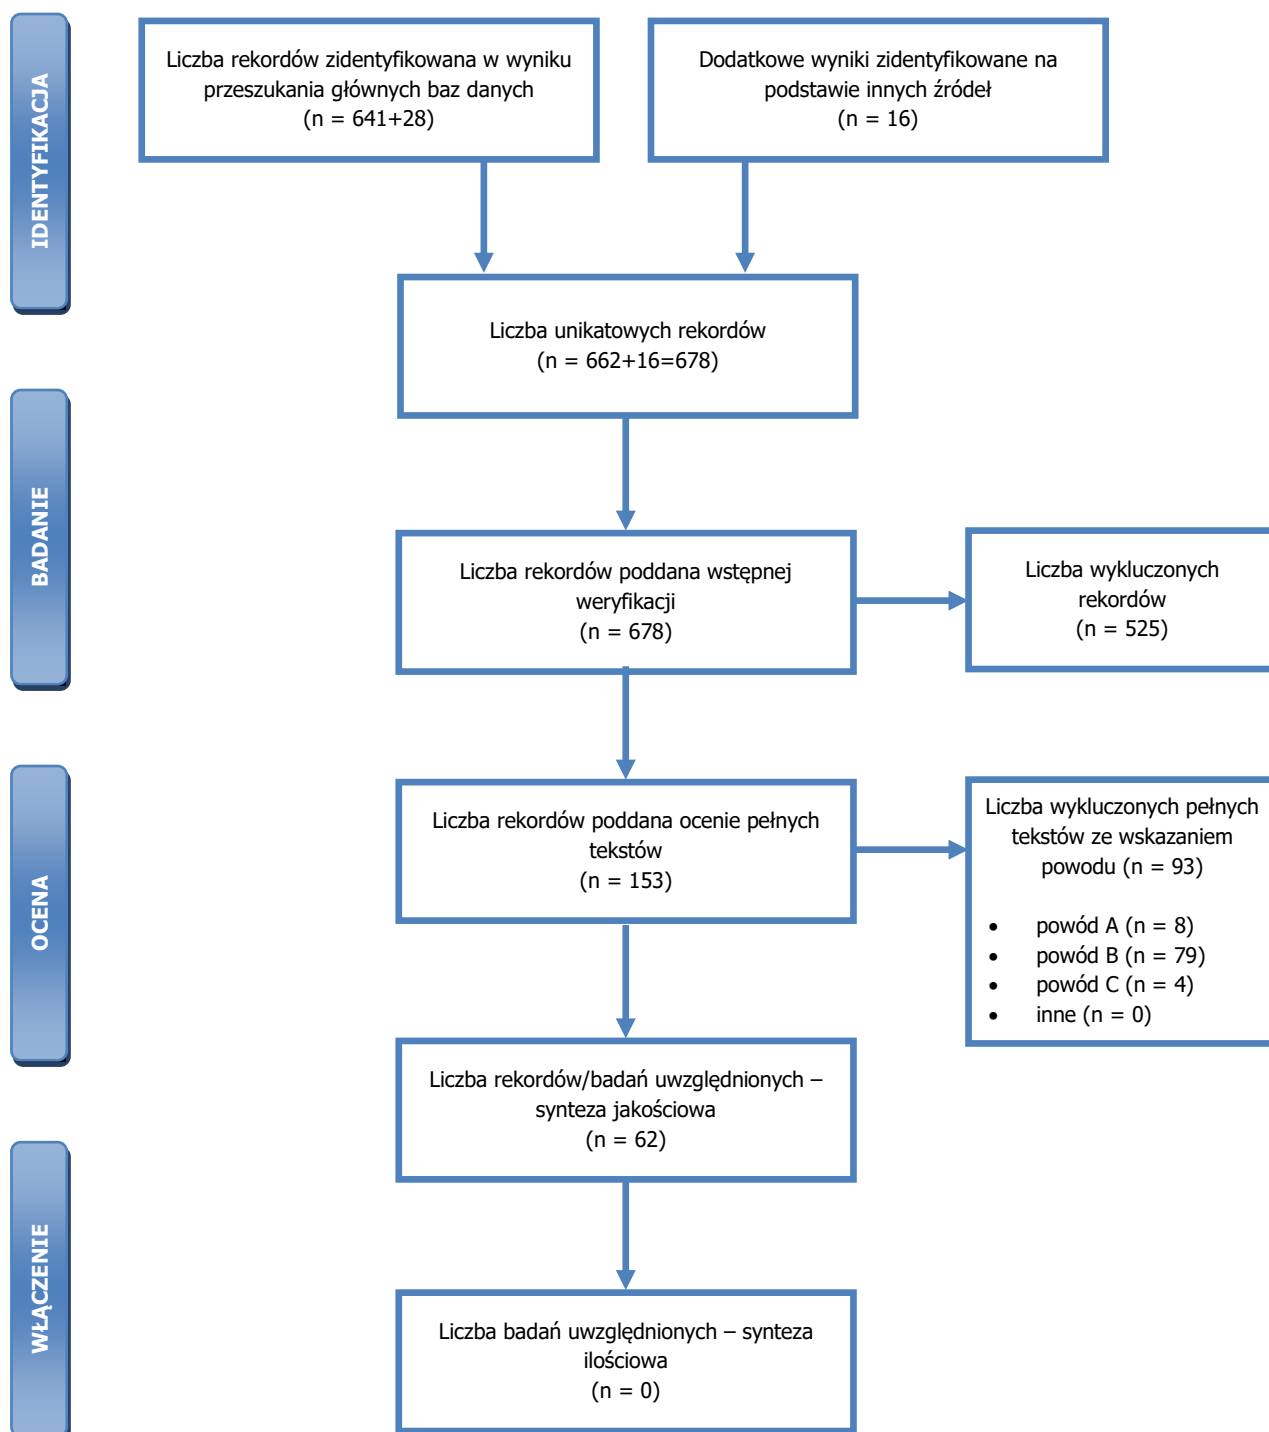 IDENTYFIKACJA
Liczba rekordów zidentyfikowana w wyniku
przeszukania głównych baz danych
(n = 641+28)
Dodatkowe wyniki zidentyfikowane na
podstawie innych źródeł
(n = 16)
Liczba unikatowych rekordów
(n = 662+16=678)
BADANIE
Liczba rekordów poddana wstępnej
weryfikacji
(n = 678)
Liczba wykluczonych
rekordów
(n = 525)
OCENA
Liczba rekordów poddana ocenie pełnych
tekstów
(n = 153)
Liczba wykluczonych pełnych
tekstów ze wskazaniem
powodu (n = 93)
• powód A (n = 8)
• powód B (n = 79)
• powód C (n = 4)
• inne (n = 0)
Liczba rekordów/badań uwzględnionych –
synteza jakościowa
(n = 62)
WŁĄCZENIE
Liczba badań uwzględnionych – synteza
ilościowa
(n = 0)